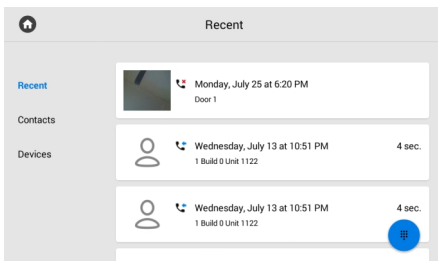 Recent
Recent
Contacts
Devices
Monday, July 25 at 6:20 PM
Door 1
Wednesday, July 13 at 10:51 PM 4 sec.
1 Build 0 Unit 1122
Wednesday, July 13 at 10:51 PM 4 sec.
1 Build 0 Unit 1122